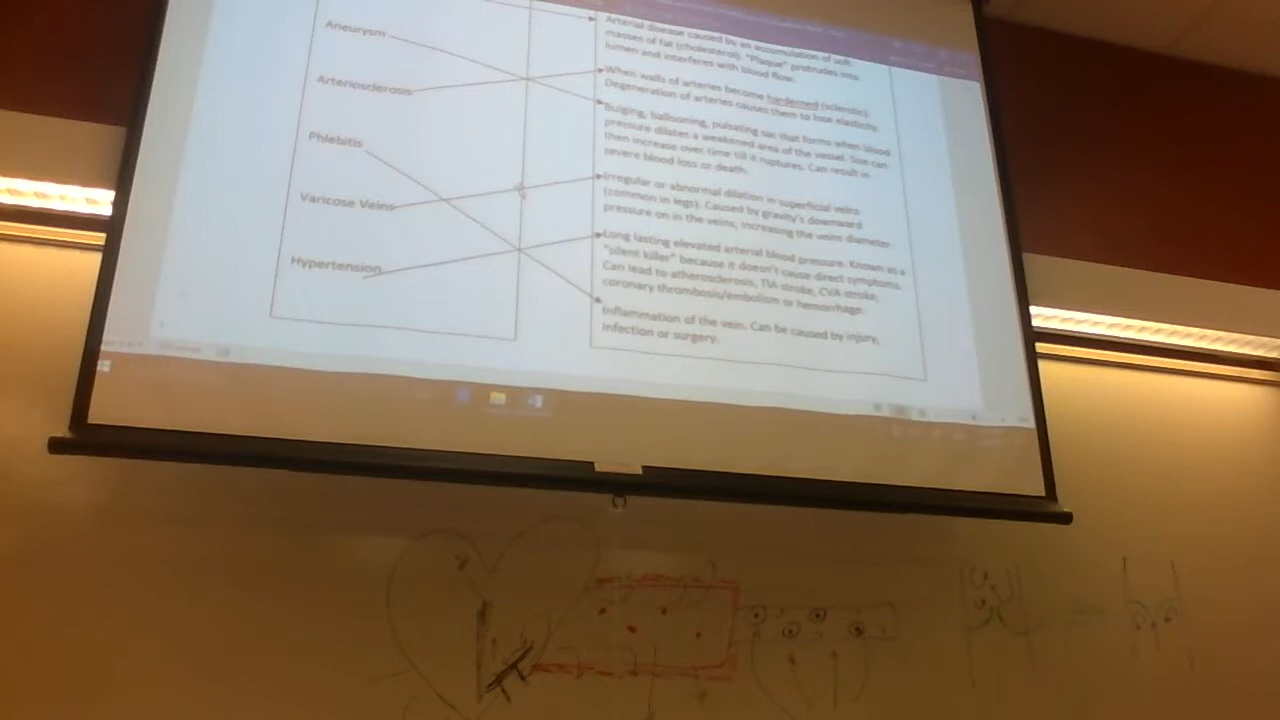 Aneurysm
Arteriosclerosis
Phlebitis
Varicose Veins
Hypertension
Arterial disease caused by an accumulation of soft
masses of fat (cholesterol). "Plaque" protrudes into
lumen and interferes with blood flow.
When walls of arteries become hardened (sclerotic).
Degeneration of arteries causes them to lose elasticity.
Bulging, ballooning, pulsating sac that forms when blood
pressure dilates a weakened area of the vessel. Size can
then increase over time till it ruptures. Can result in
severe blood loss or death.
Irregular or abnormal dilation in superficial veins
(common in legs). Caused by gravity's downward
pressure on in the veins; increasing the veins diameter.
Long lasting elevated arterial blood pressure. Known as a
"silent killer" because it doesn't cause direct symptoms.
Can lead to atherosclerosis, TIA stroke, CVA stroke,
coronary thrombosis/embolism or hemorrhage.
Inflammation of the vein. Can be caused by injury,
infection or surgery.